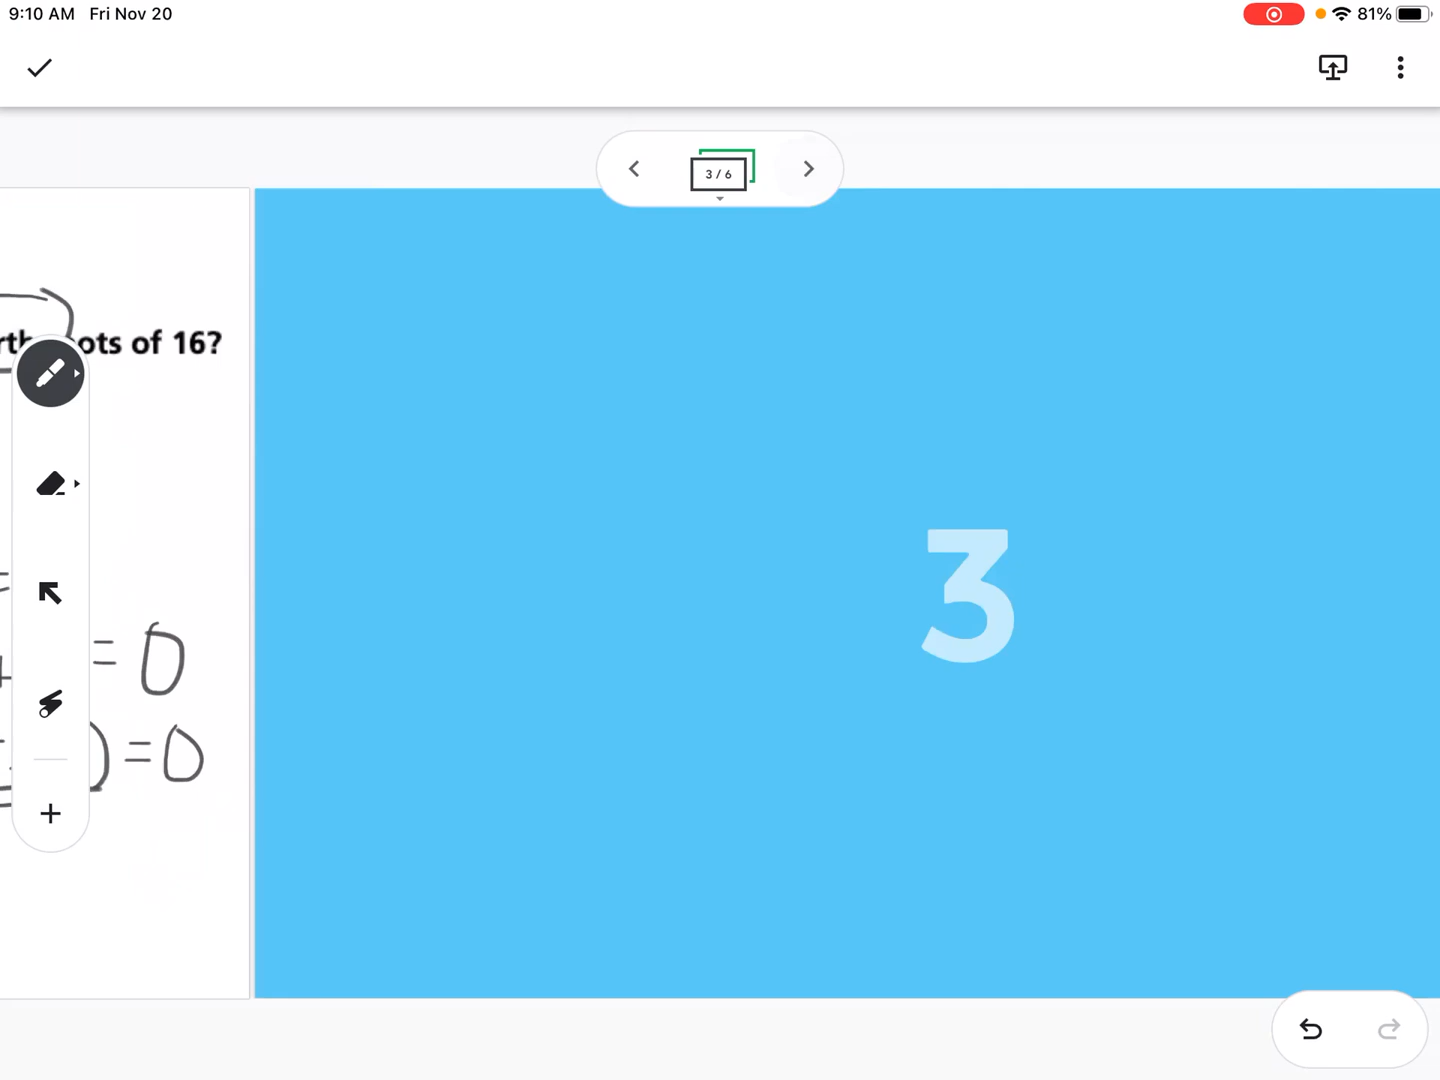 9:10 AM Fri Nov 20
81%
3 / 6
ots of 16?
= 0
) = 0
3